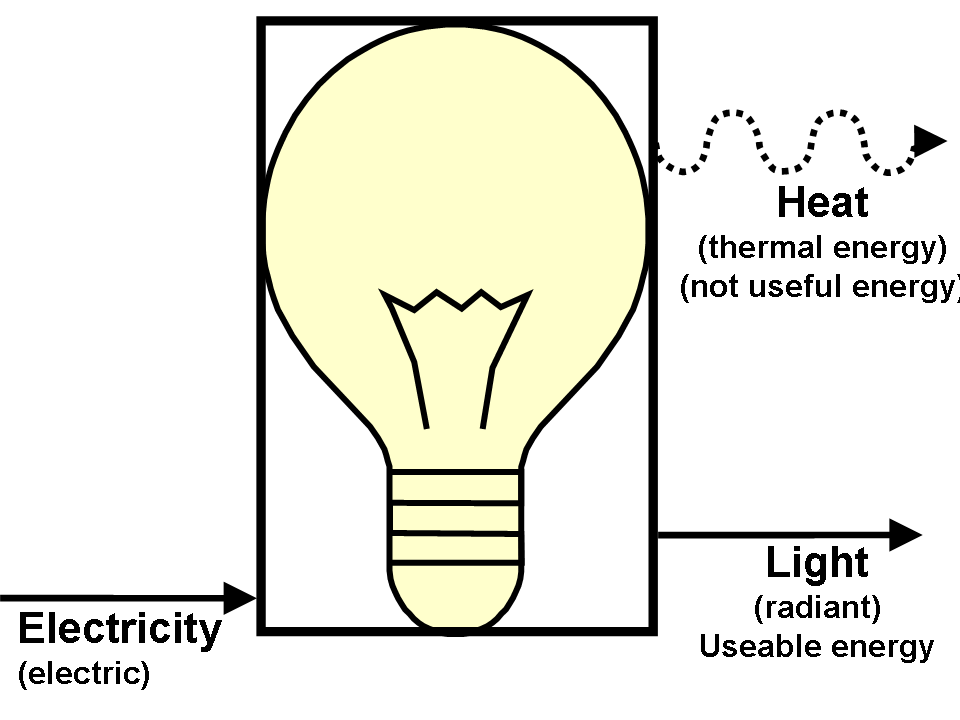 Heat
(thermal energy)
(not useful energy)
Light
(radiant)
Useable energy
Electricity
(electric)